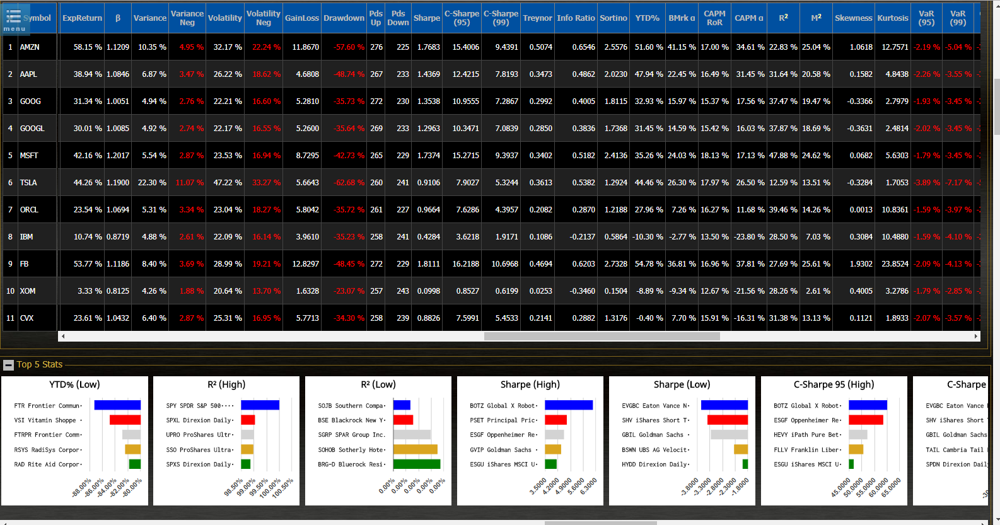 menu
Symbol ExpReturn β Variance Variance Neg Volatility Volatility Neg GainLoss Drawdown Pds Up Pds Down Sharpe C-Sharpe (95) C-Sharpe (99) Treynor Info Ratio Sortino YTD% BMrk α CAPM RoR CAPM α R² M² Skewness Kurtosis VaR (95) VaR (99)
1 AMZN 58.15 % 1.1209 10.35 % 4.95 % 32.17 % 22.24 % 11.8670 -57.60 % 276 225 1.7683 15.4006 9.4391 0.5074 0.6546 2.5576 51.60 % 41.15 % 17.00 % 34.61 % 22.83 % 25.04 % 1.0618 12.7571 -2.19 % -5.04 %
2 AAPL 38.94 % 1.0846 6.87 % 3.47 % 26.22 % 18.62 % 4.6808 -48.74 % 267 233 1.4369 12.4215 7.8193 0.3473 0.4862 2.0230 47.94 % 22.45 % 16.49 % 31.45 % 31.64 % 20.58 % 0.1582 4.8438 -2.26 % -3.55 %
3 GOOG 31.34 % 1.0051 4.94 % 2.76 % 22.21 % 16.60 % 5.2810 -35.73 % 272 230 1.3538 10.9555 7.2867 0.2992 0.4005 1.8115 32.93 % 15.97 % 15.37 % 17.56 % 37.47 % 19.47 % -0.3366 2.7979 -1.93 % -3.45 %
4 GOOGL 30.01 % 1.0085 4.92 % 2.74 % 22.17 % 16.55 % 5.2600 -35.64 % 269 233 1.2963 10.3471 7.0839 0.2850 0.3836 1.7368 31.45 % 14.59 % 15.42 % 16.03 % 37.87 % 18.69 % -0.3631 2.4814 -2.02 % -3.45 %
5 MSFT 42.16 % 1.2017 5.54 % 2.87 % 23.53 % 16.94 % 8.7295 -42.73 % 265 229 1.7374 15.2715 9.3937 0.3402 0.5182 2.4136 35.26 % 24.03 % 18.13 % 17.13 % 47.88 % 24.62 % 0.0682 5.6303 -1.79 % -3.45 %
6 TSLA 44.26 % 1.1900 22.30 % 11.07 % 47.22 % 33.27 % 5.6643 -62.68 % 260 241 0.9106 7.9027 5.3244 0.3613 0.5382 1.2924 44.46 % 26.30 % 17.97 % 26.50 % 12.59 % 13.51 % -0.3284 1.7053 -3.89 % -7.17 %
7 ORCL 23.54 % 1.0694 5.31 % 3.34 % 23.04 % 18.27 % 5.8042 -35.72 % 261 227 0.9664 7.6286 4.3957 0.2082 0.2870 1.2188 27.96 % 7.26 % 16.27 % 11.68 % 39.46 % 14.26 % 0.0013 10.8361 -1.59 % -3.97 %
8 IBM 10.74 % 0.8719 4.88 % 2.61 % 22.09 % 16.14 % 3.9610 -35.23 % 258 241 0.4284 3.6218 1.9171 0.1086 -0.2137 0.5864 -10.30 % -2.77 % 13.50 % -23.80 % 28.50 % 7.03 % 0.3084 10.4880 -1.59 % -4.10 %
9 FB 53.77 % 1.1186 8.40 % 3.69 % 28.99 % 19.21 % 12.8297 -48.45 % 272 229 1.8111 16.2188 10.6968 0.4694 0.6203 2.7328 54.78 % 36.81 % 16.96 % 37.81 % 27.69 % 25.61 % 1.9302 23.8524 -2.09 % -4.13 %
10 XOM 3.33 % 0.8125 4.26 % 1.88 % 20.64 % 13.70 % 1.6328 -23.07 % 257 243 0.0998 0.8527 0.6199 0.0253 -0.3460 0.1504 -8.89 % -9.34 % 12.67 % -21.56 % 28.26 % 2.61 % 0.4005 3.2786 -1.79 % -2.85 %
11 CVX 23.61 % 1.0432 6.40 % 2.87 % 25.31 % 16.95 % 5.7713 -34.30 % 258 239 0.8826 7.5991 5.4533 0.2141 0.2882 1.3176 -0.40 % 7.70 % 15.91 % -16.31 % 31.38 % 13.13 % 0.1121 1.8933 -2.07 % -3.57 %
Top 5 Stats
YTD% (Low)
FTR Frontier Commun·
VSI Vitamin Shoppe ·
FTRPR Frontier Comm·
RSYS RadiSys Corpor·
RAD Rite Aid Corpor·
-88.00% -86.00% -84.00% -82.00% -80.00%
R² (High)
SPY SPDR S&P 500····
SPXL Direxion Daily·
UPRO ProShares Ultr·
SSO ProShares Ultra·
SPXS Direxion Daily·
98.50% 99.00% 99.50% 100.00% 100.50%
R² (Low)
SOJB Southern Compa·
BSE Blackrock New Y·
SGRP SPAR Group Inc.
SOHOB Sotherly Hote·
BRG-D Bluerock Resi·
0.00% 0.00% 0.00% 0.00% 0.00%
Sharpe (High)
BOTZ Global X Robot·
PSET Principal Pric·
ESGF Oppenheimer Re·
GVIP Goldman Sachs ·
ESGU iShares MSCI U·
3.5000 4.2000 4.9000 5.6000 6.3000
Sharpe (Low)
EVGBC Eaton Vance N·
SHV iShares Short T·
GBIL Goldman Sachs ·
BSWN UBS AG Velocit·
HYDD Direxion Daily·
-3.8000 -3.3000 -2.8000 -2.3000 -1.8000
C-Sharpe 95 (High)
BOTZ Global X Robot·
ESGF Oppenheimer Re·
HEVY iPath Pure Bet·
FLLV Franklin Liber·
ESGU iShares MSCI U·
45.0000 50.0000 55.0000 60.0000 65.0000
C-Sharpe
EVGBC Eaton Vance
SHV iShares Short
GBIL Goldman Sachs
TAIL Cambria Tail
SPDN Direxion Dail